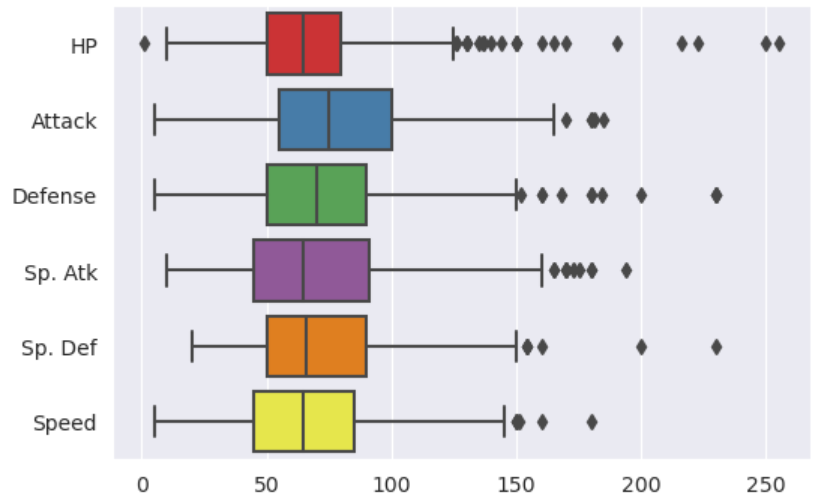 HP
Attack
Defense
Sp. Atk
Sp. Def
Speed
0 50 100 150 200 250